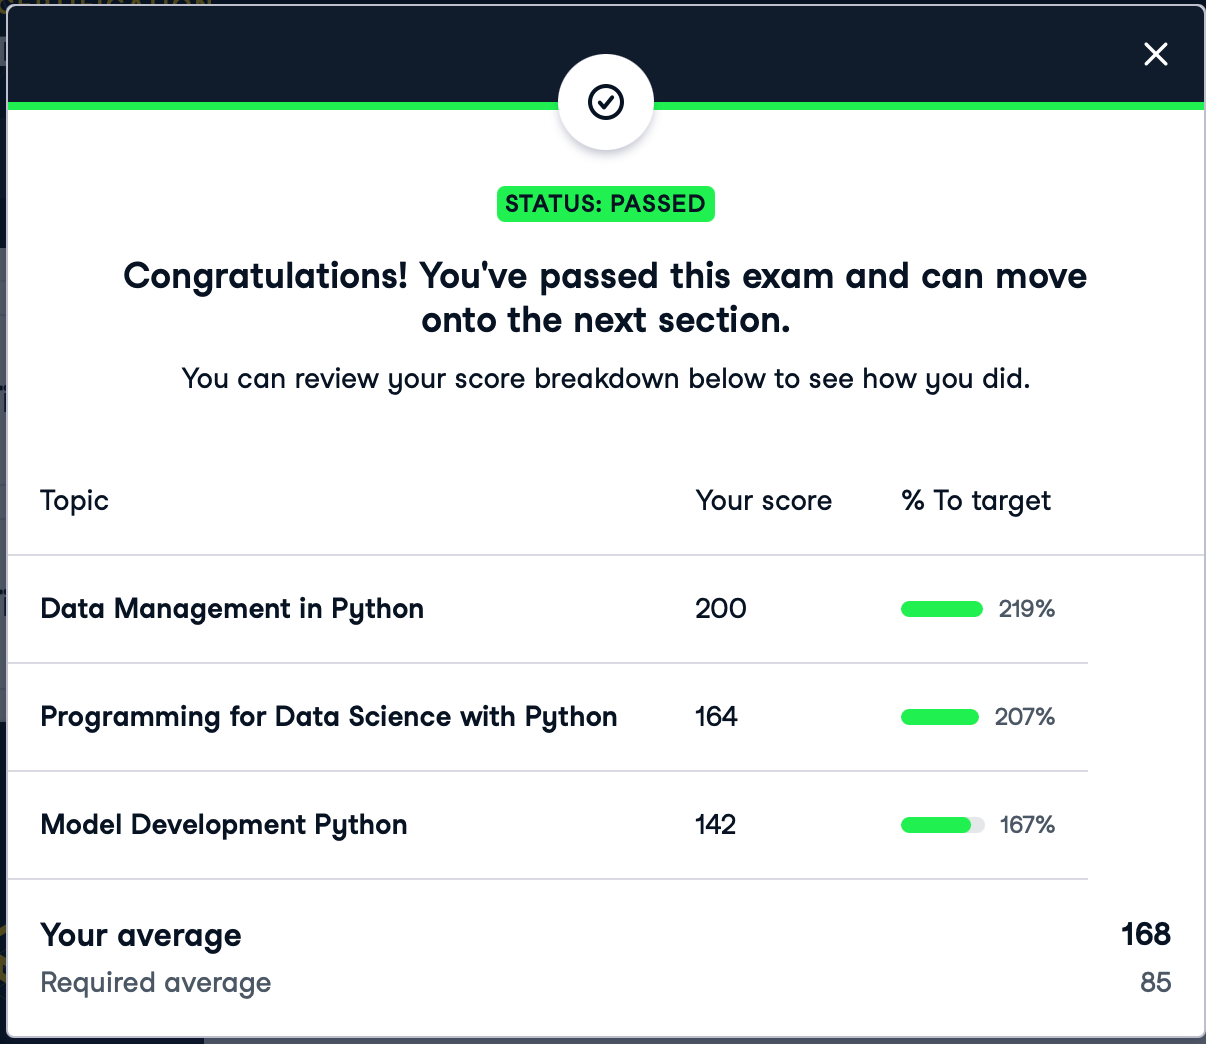 STATUS: PASSED
Congratulations! You've passed this exam and can move
onto the next section.
You can review your score breakdown below to see how you did.
Topic Your score % To target
Data Management in Python 200 219%
Programming for Data Science with Python 164 207%
Model Development Python 142 167%
Your average 168
Required average 85